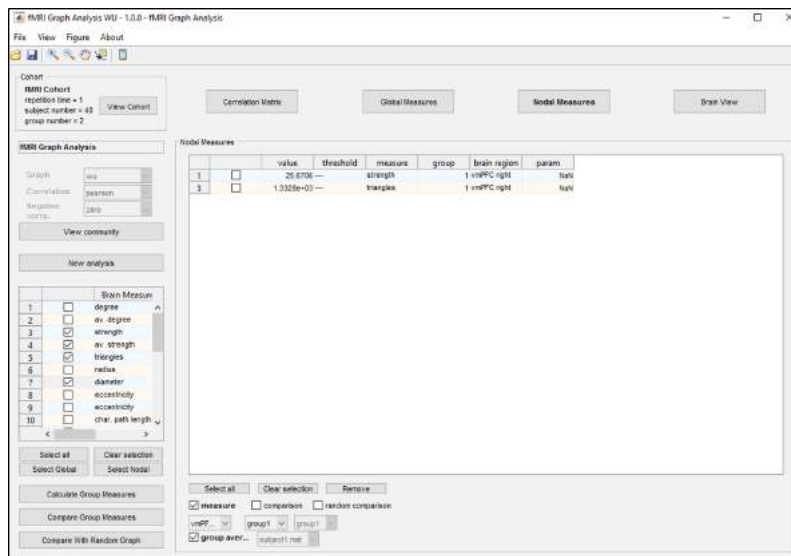 fMRI Graph Analysis WU - 1.0.0 - fMRI Graph Analysis
File View Figure About
Cohort
fMRI Cohort
repetition time = 1
subject number = 40
group number = 2
View Cohort
Correlation Matrix Global Measures Nodal Measures Brain View
fMRI Graph Analysis
Graph wu
Correlation pearson
Negative corrs. zero
View community
New analysis
Brain Measure
1 degree
2 av. degree
3 strength
4 av. strength
5 triangles
6 radius
7 diameter
8 eccentricity
9 eccentricity
10 char. path length
Select all Clear selection
Select Global Select Nodal
Calculate Group Measures
Compare Group Measures
Compare With Random Graph
Nodal Measures
value threshold measure group brain region param
1 25.6706 --- strength 1 vmPFC right NaN
3 1.3328e+03 --- triangles 1 vmPFC right NaN
Select all Clear selection Remove
measure comparison random comparison
vmPF... group1 group1
group aver... subject1.mat